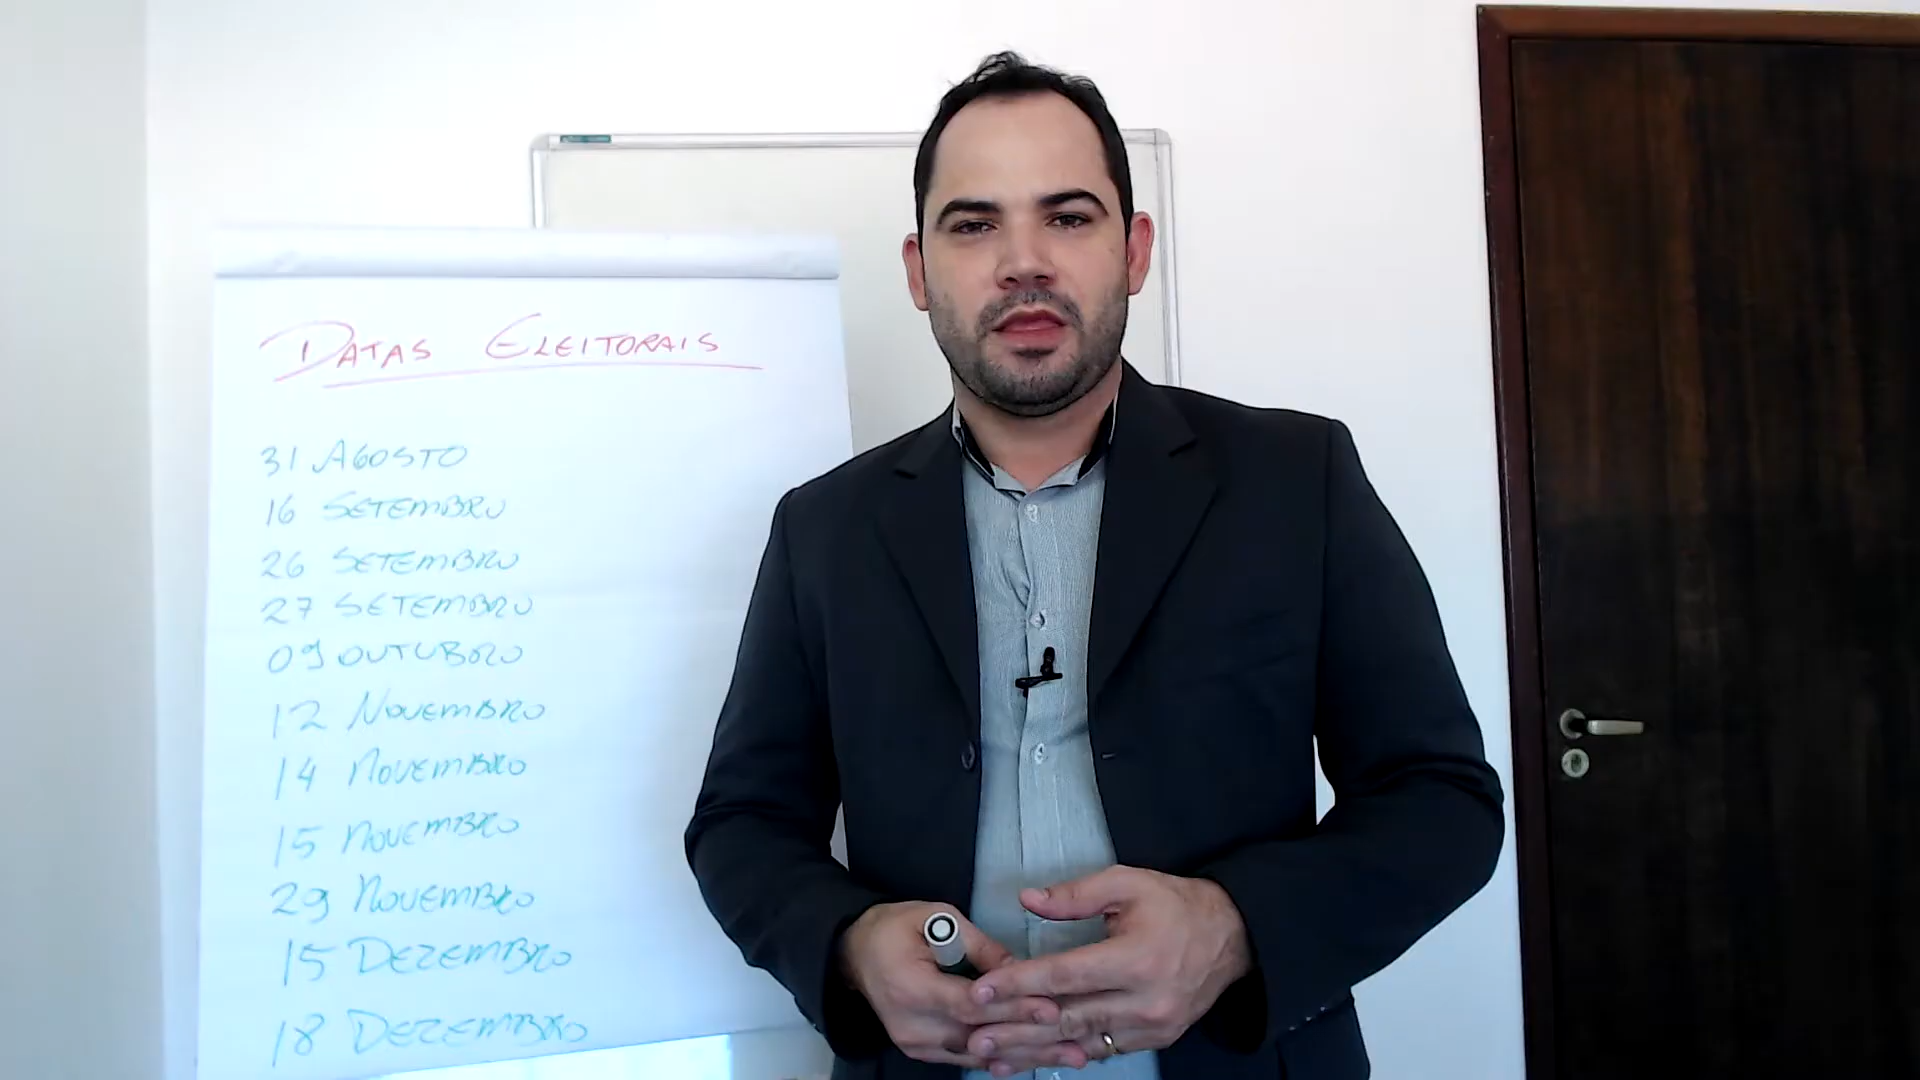 DATAS ELEITORAIS
31 AGOSTO
16 SETEMBRO
26 SETEMBRO
27 SETEMBRO
09 OUTUBRO
12 NOVEMBRO
14 NOVEMBRO
15 NOVEMBRO
29 NOVEMBRO
15 DEZEMBRO
18 DEZEMBRO